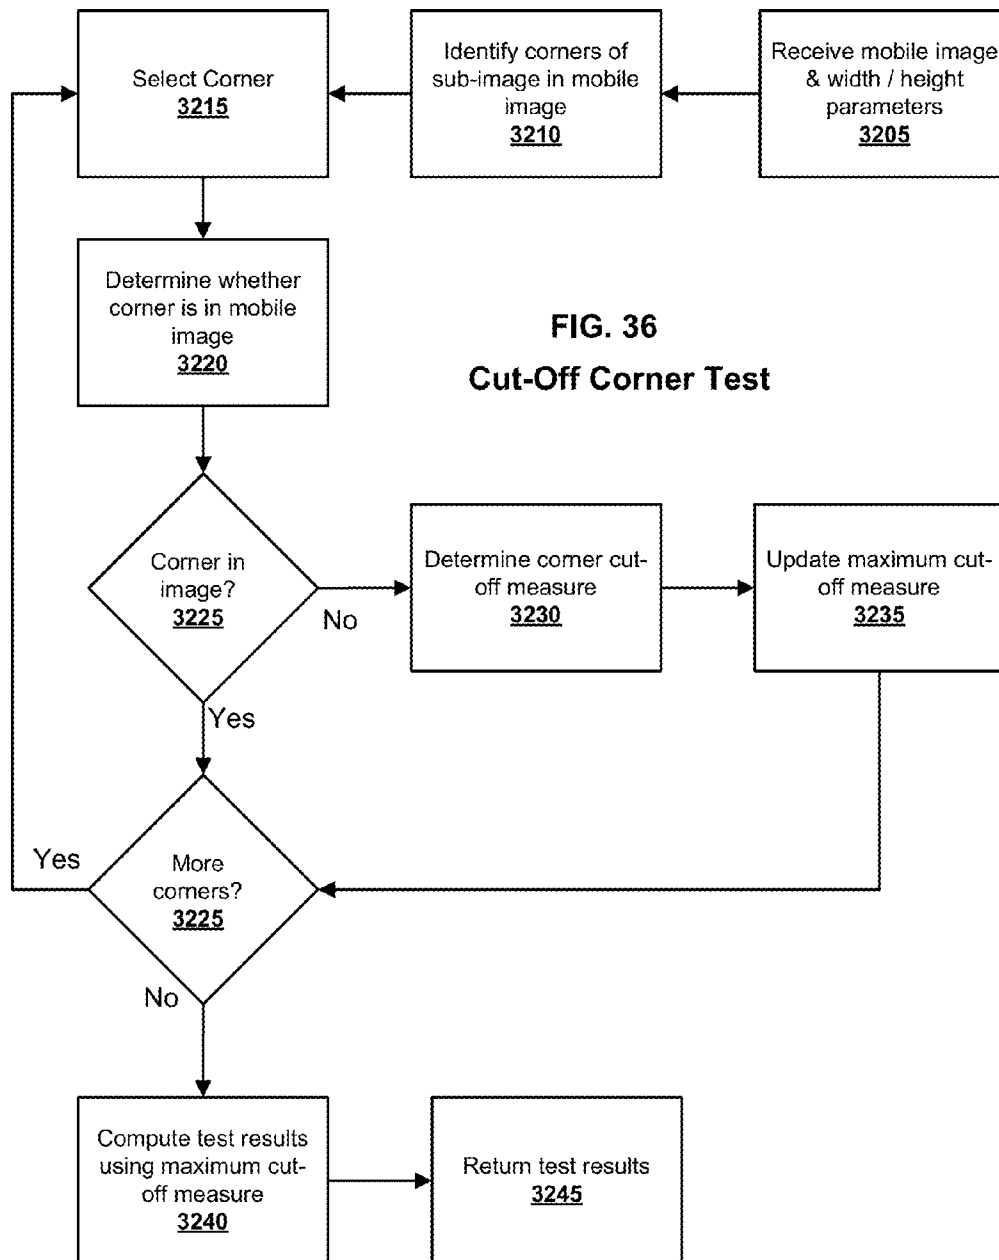 Receive mobile image
& width / height
parameters
3205
Identify corners of
sub-image in mobile
image
3210
Select Corner
3215
Determine whether
corner is in mobile
image
3220
FIG. 36
Cut-Off Corner Test
Corner in
image?
3225
No
Yes
Determine corner cut-
off measure
3230
Update maximum cut-
off measure
3235
More
corners?
3225
Yes
No
Compute test results
using maximum cut-
off measure
3240
Return test results
3245